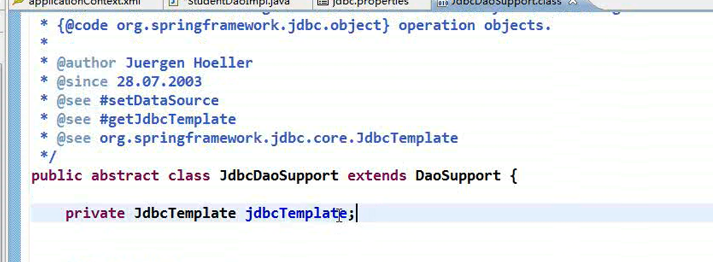 applicationContext.xml *StudentDaoImpl.java jdbc.properties JdbcDaoSupport.class
* {@code org.springframework.jdbc.object} operation objects.
*
* @author Juergen Hoeller
* @since 28.07.2003
* @see #setDataSource
* @see #getJdbcTemplate
* @see org.springframework.jdbc.core.JdbcTemplate
*/
public abstract class JdbcDaoSupport extends DaoSupport {
private JdbcTemplate jdbcTemplate;